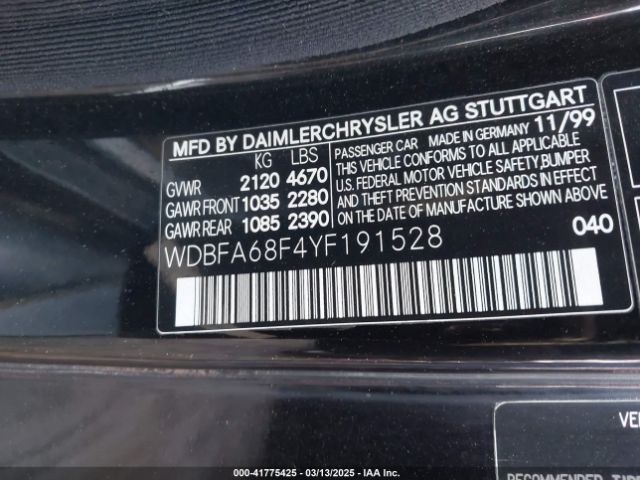 MFD BY DAIMLERCHRYSLER AG STUTTGART
KG LBS
GVWR 2120 4670
GAWR FRONT 1035 2280
GAWR REAR 1085 2390
PASSENGER CAR MADE IN GERMANY 11/99
THIS VEHICLE CONFORMS TO ALL APPLICABLE
U.S. FEDERAL MOTOR VEHICLE SAFETY, BUMPER
AND THEFT PREVENTION STANDARDS IN EFFECT
ON THE DATE OF MANUFACTURE SHOWN ABOVE
WDBFA68F4YF191528
040
RECOMMENDED
000-41775425 - 03/13/2025 - IAA Inc.